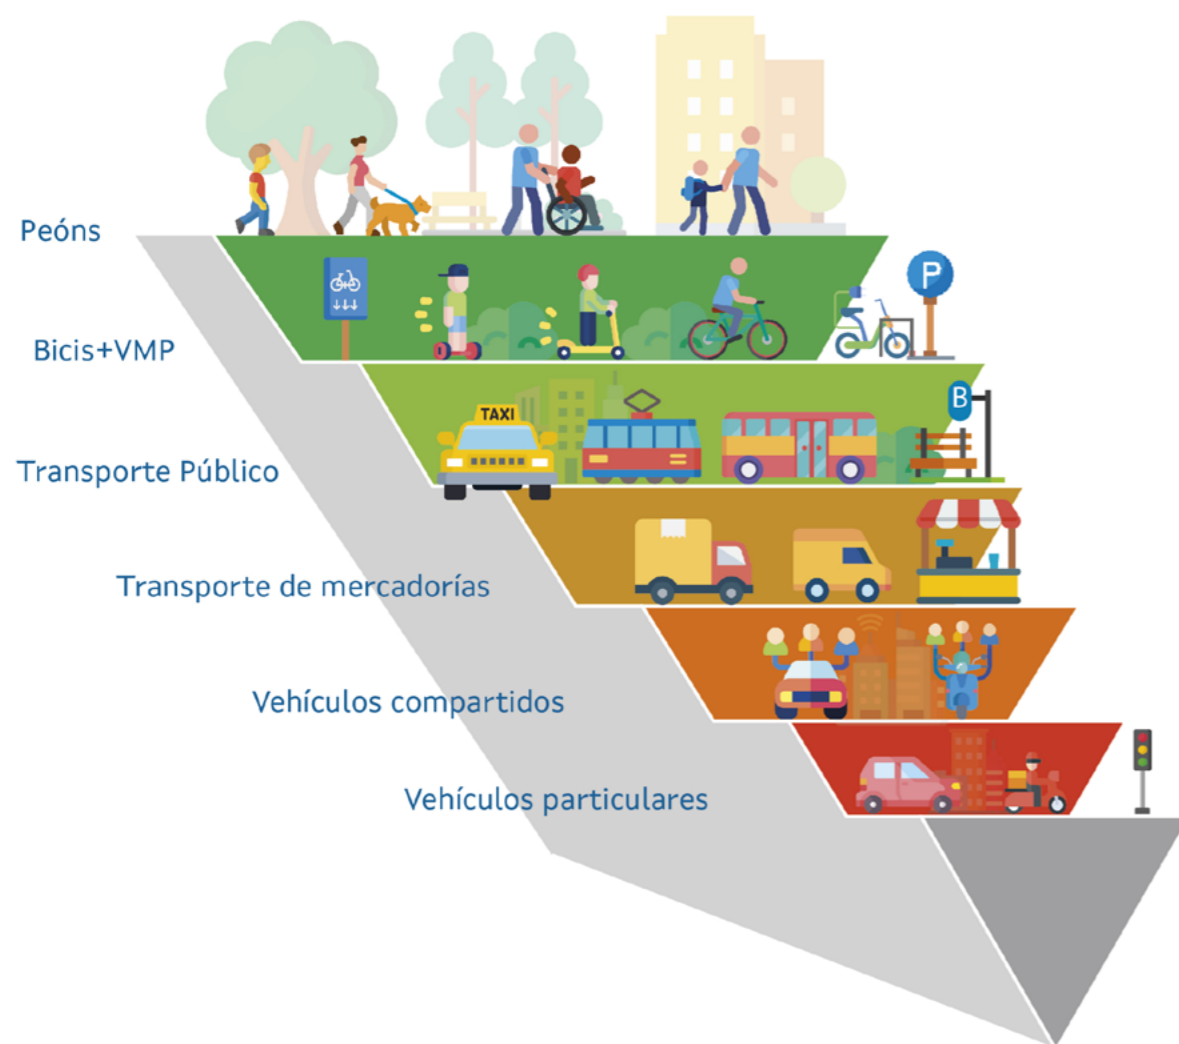 Peóns
P
Bicis+VMP
B
TAXI
Transporte Público
Transporte de mercadorías
Vehículos compartidos
Vehículos particulares